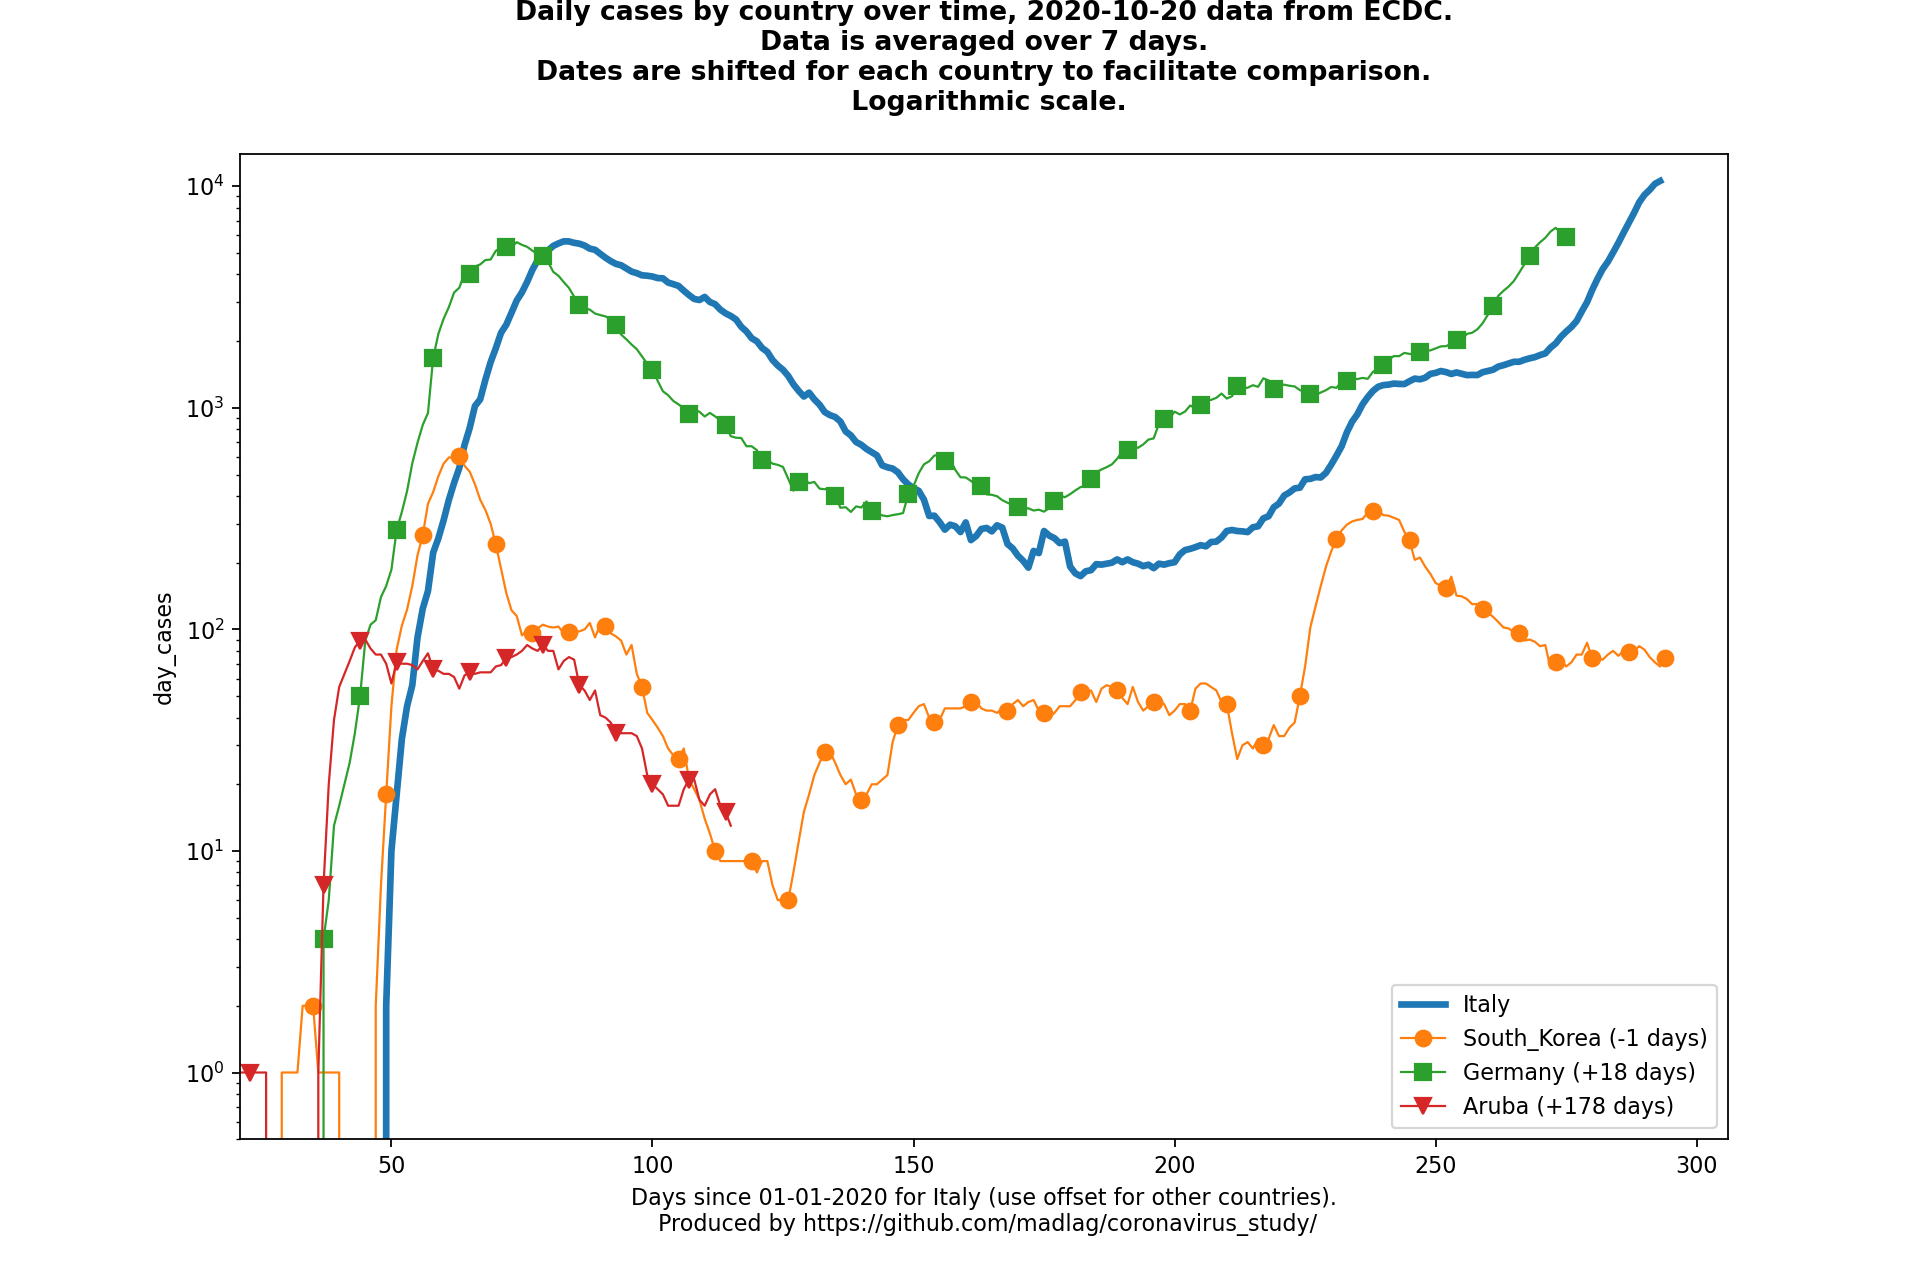 Daily cases by country over time, 2020-10-20 data from ECDC.
Data is averaged over 7 days.
Dates are shifted for each country to facilitate comparison.
Logarithmic scale.
10^4
10^3
10^2
10^1
10^0
day_cases
50 100 150 200 250 300
Italy
South_Korea (-1 days)
Germany (+18 days)
Aruba (+178 days)
Days since 01-01-2020 for Italy (use offset for other countries).
Produced by https://github.com/madlag/coronavirus_study/